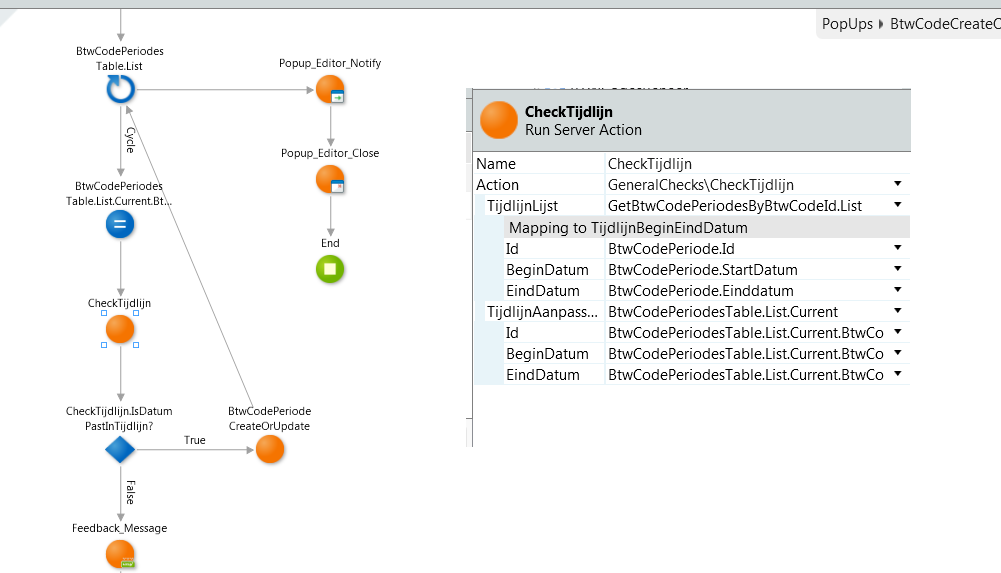 PopUps BtwCodeCreateO
BtwCodePeriodes
Table.List
Popup_Editor_Notify
Cycle
Popup_Editor_Close
BtwCodePeriodes
Table.List.Current.Bt...
End
CheckTijdlijn
CheckTijdlijn.IsDatum
PastInTijdlijn?
True
BtwCodePeriode
CreateOrUpdate
False
Feedback_Message
CheckTijdlijn
Run Server Action
Name CheckTijdlijn
Action GeneralChecks\CheckTijdlijn
TijdlijnLijst GetBtwCodePeriodesByBtwCodeId.List
Mapping to TijdlijnBeginEindDatum
Id BtwCodePeriode.Id
BeginDatum BtwCodePeriode.StartDatum
EindDatum BtwCodePeriode.Einddatum
TijdlijnAanpass... BtwCodePeriodesTable.List.Current
Id BtwCodePeriodesTable.List.Current.BtwCo
BeginDatum BtwCodePeriodesTable.List.Current.BtwCo
EindDatum BtwCodePeriodesTable.List.Current.BtwCo